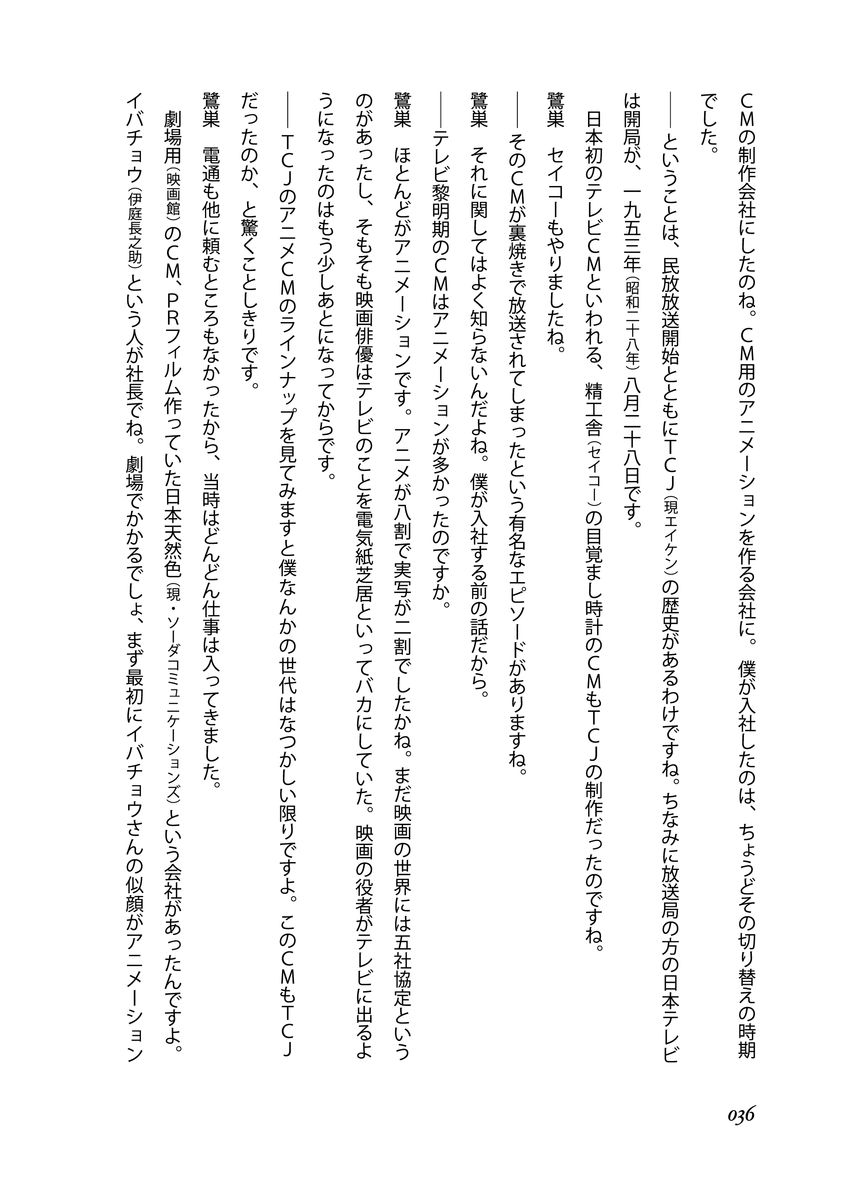 CMの制作会社にしたのね。CM用のアニメーションを作る会社に。僕が入社したのは、ちょうどその切り替えの時期
でした。
――ということは、民放放送開始とともにTCJ(現エイケン)の歴史があるわけですね。ちなみに放送局の方の日本テレビ
は開局が、一九五三年(昭和二十八年)八月二十八日です。
日本初のテレビCMといわれる、精工舎(セイコー)の目覚まし時計のCMもTCJの制作だったのですね。
鷺巣　セイコーもやりましたね。
――そのCMが裏焼きで放送されてしまったという有名なエピソードがありますね。
鷺巣　それに関してはよく知らないんだよね。僕が入社する前の話だから。
――テレビ黎明期のCMはアニメーションが多かったのですか。
鷺巣　ほとんどがアニメーションです。アニメが八割で実写が二割でしたかね。まだ映画の世界には五社協定という
のがあったし、そもそも映画俳優はテレビのことを電気紙芝居といってバカにしていた。映画の役者がテレビに出るよ
うになったのはもう少しあとになってからです。
――TCJのアニメCMのラインナップを見てみますと僕なんかの世代はなつかしい限りですよ。このCMもTCJ
だったのか、と驚くことしきりです。
鷺巣　電通も他に頼むところもなかったから、当時はどんどん仕事は入ってきました。
劇場用(映画館)のCM、PRフィルム作っていた日本天然色(現・ソーダコミュニケーションズ)という会社があったんですよ。
イバチョウ(伊庭長之助)という人が社長でね。劇場でかかるでしょ、まず最初にイバチョウさんの似顔がアニメーション
036